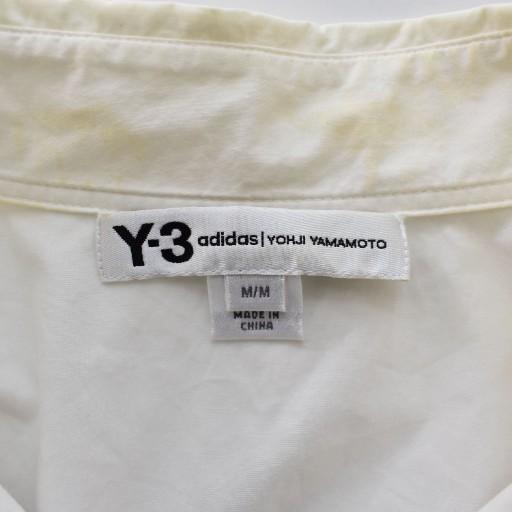 Y-3 adidas | YOHJI YAMAMOTO
M/M
MADE IN
CHINA